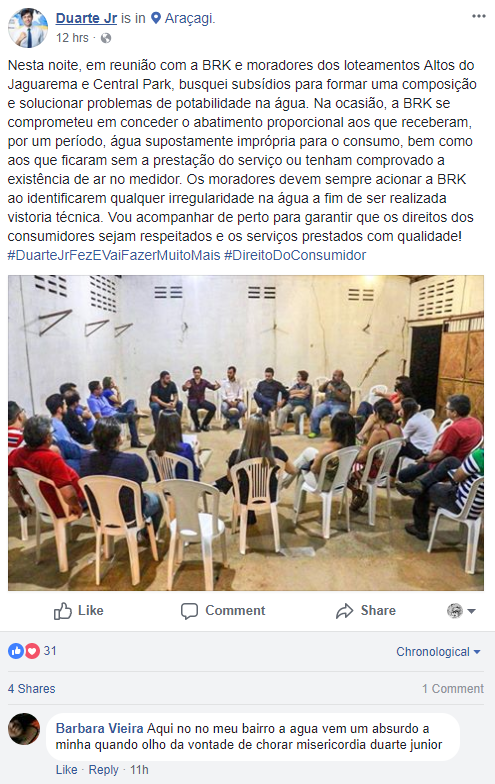 Duarte Jr is in Araçagi.
12 hrs ·
Nesta noite, em reunião com a BRK e moradores dos loteamentos Altos do
Jaguarema e Central Park, busquei subsídios para formar uma composição
e solucionar problemas de potabilidade na água. Na ocasião, a BRK se
comprometeu em conceder o abatimento proporcional aos que receberam,
por um período, água supostamente imprópria para o consumo, bem como
aos que ficaram sem a prestação do serviço ou tenham comprovado a
existência de ar no medidor. Os moradores devem sempre acionar a BRK
ao identificarem qualquer irregularidade na água a fim de ser realizada
vistoria técnica. Vou acompanhar de perto para garantir que os direitos dos
consumidores sejam respeitados e os serviços prestados com qualidade!
#DuarteJrFezEVaiFazerMuitoMais #DireitoDoConsumidor
Like Comment Share
31 Chronological
4 Shares 1 Comment
Barbara Vieira Aqui no no meu bairro a agua vem um absurdo a
minha quando olho da vontade de chorar misericordia duarte junior
Like · Reply · 11h